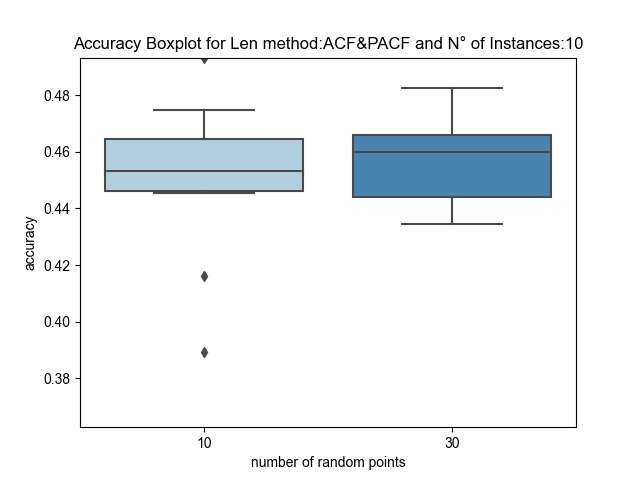 Accuracy Boxplot for Len method:ACF&PACF and N° of Instances:10
0.48
0.46
0.44
0.42
0.40
0.38
accuracy
10
30
number of random points